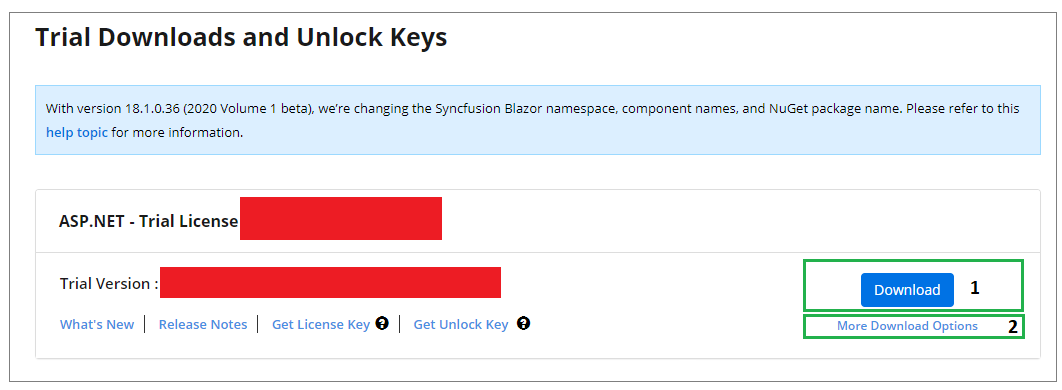 Trial Downloads and Unlock Keys
With version 18.1.0.36 (2020 Volume 1 beta), we're changing the Syncfusion Blazor namespace, component names, and NuGet package name. Please refer to this
help topic for more information.
ASP.NET - Trial License
Trial Version :
Download 1
What's New | Release Notes | Get License Key ? | Get Unlock Key ?
More Download Options 2